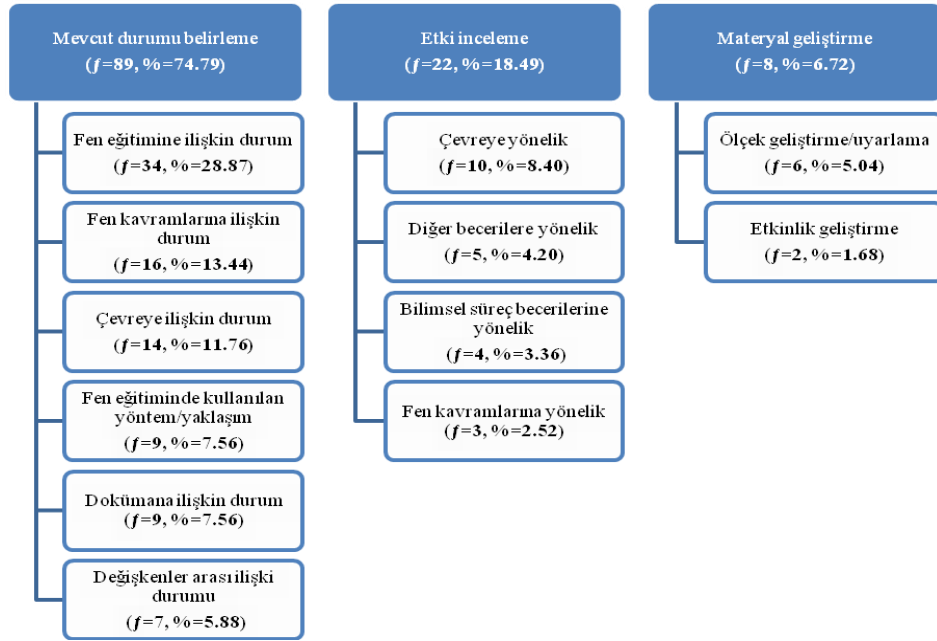 Mevcut durumu belirleme
(f=89, %=74.79)
Fen eğitimine ilişkin durum
(f=34, %=28.87)
Fen kavramlarına ilişkin
durum
(f=16, %=13.44)
Çevreye ilişkin durum
(f=14, %=11.76)
Fen eğitiminde kullanılan
yöntem/yaklaşım
(f=9, %=7.56)
Dokümana ilişkin durum
(f=9, %=7.56)
Değişkenler arası ilişki
durumu
(f=7, %=5.88)
Etki inceleme
(f=22, %=18.49)
Çevreye yönelik
(f=10, %=8.40)
Diğer becerilere yönelik
(f=5, %=4.20)
Bilimsel süreç becerilerine
yönelik
(f=4, %=3.36)
Fen kavramlarına yönelik
(f=3, %=2.52)
Materyal geliştirme
(f=8, %=6.72)
Ölçek geliştirme/uyarlama
(f=6, %=5.04)
Etkinlik geliştirme
(f=2, %=1.68)